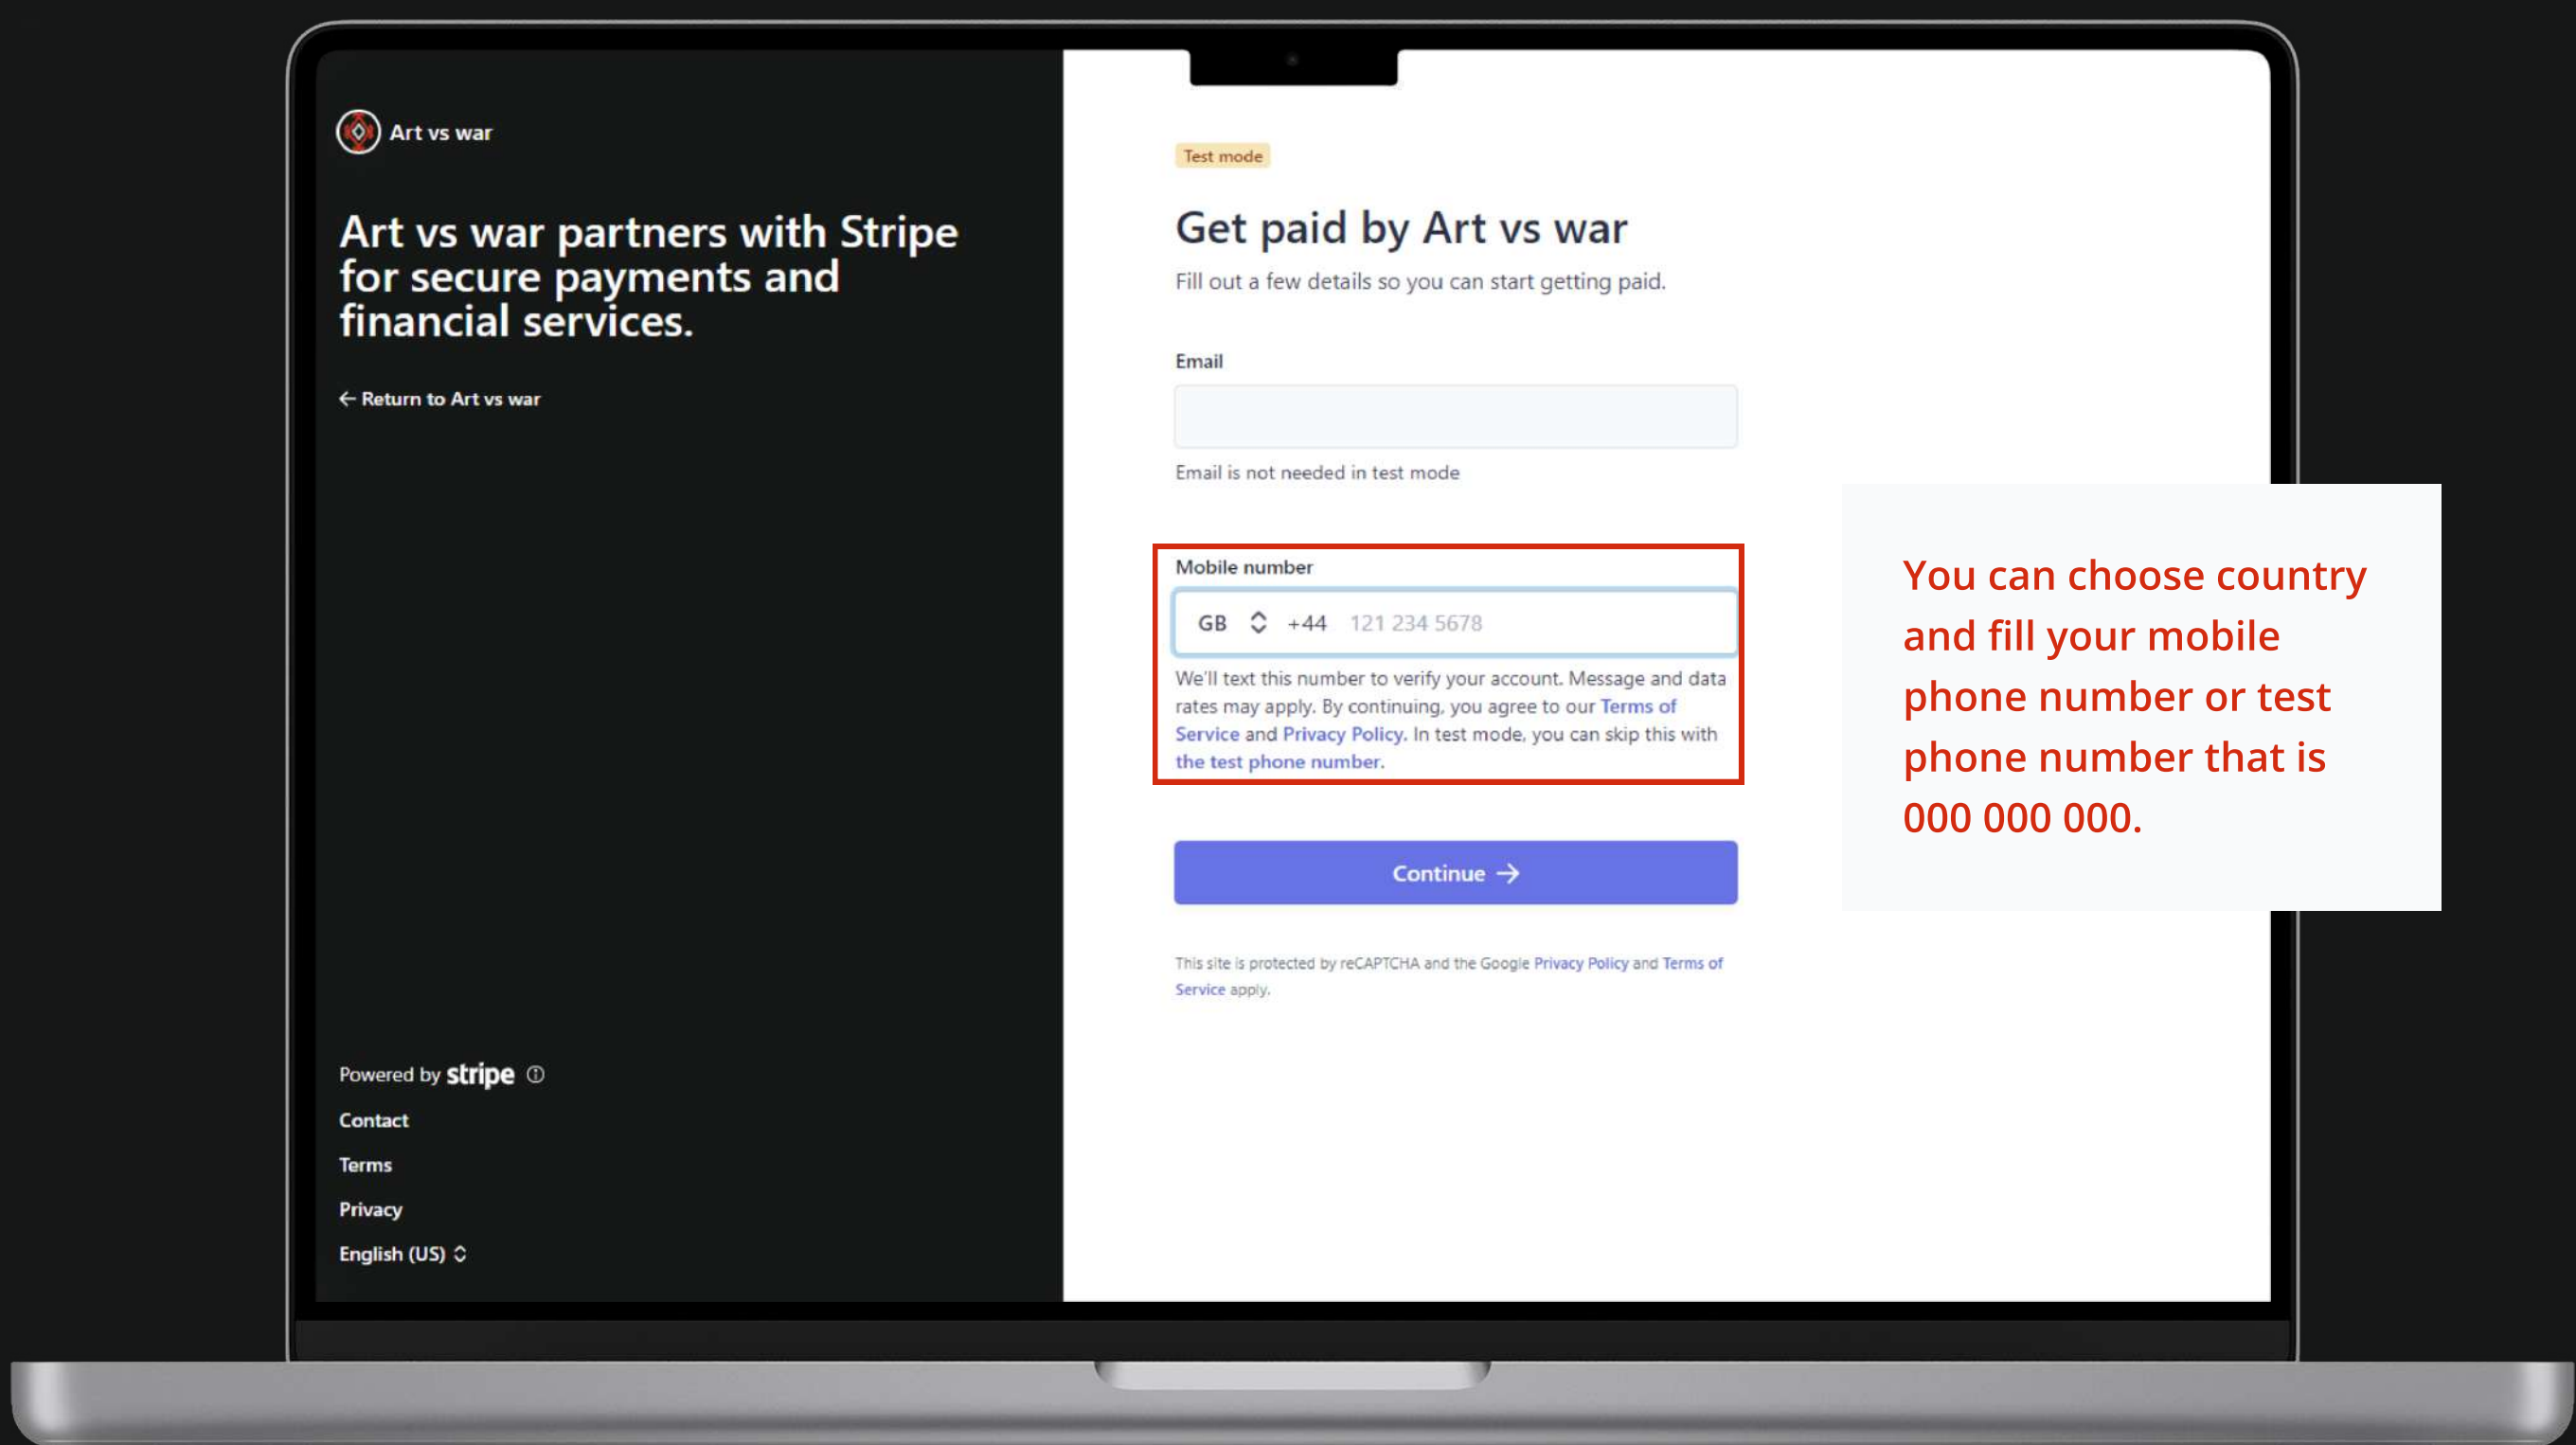 Art vs war
Art vs war partners with Stripe
for secure payments and
financial services.
← Return to Art vs war
Powered by stripe
Contact
Terms
Privacy
English (US)
Test mode
Get paid by Art vs war
Fill out a few details so you can start getting paid.
Email
Email is not needed in test mode
Mobile number
GB +44 121 234 5678
We'll text this number to verify your account. Message and data
rates may apply. By continuing, you agree to our Terms of
Service and Privacy Policy. In test mode, you can skip this with
the test phone number.
Continue →
This site is protected by reCAPTCHA and the Google Privacy Policy and Terms of
Service apply.
You can choose country
and fill your mobile
phone number or test
phone number that is
000 000 000.